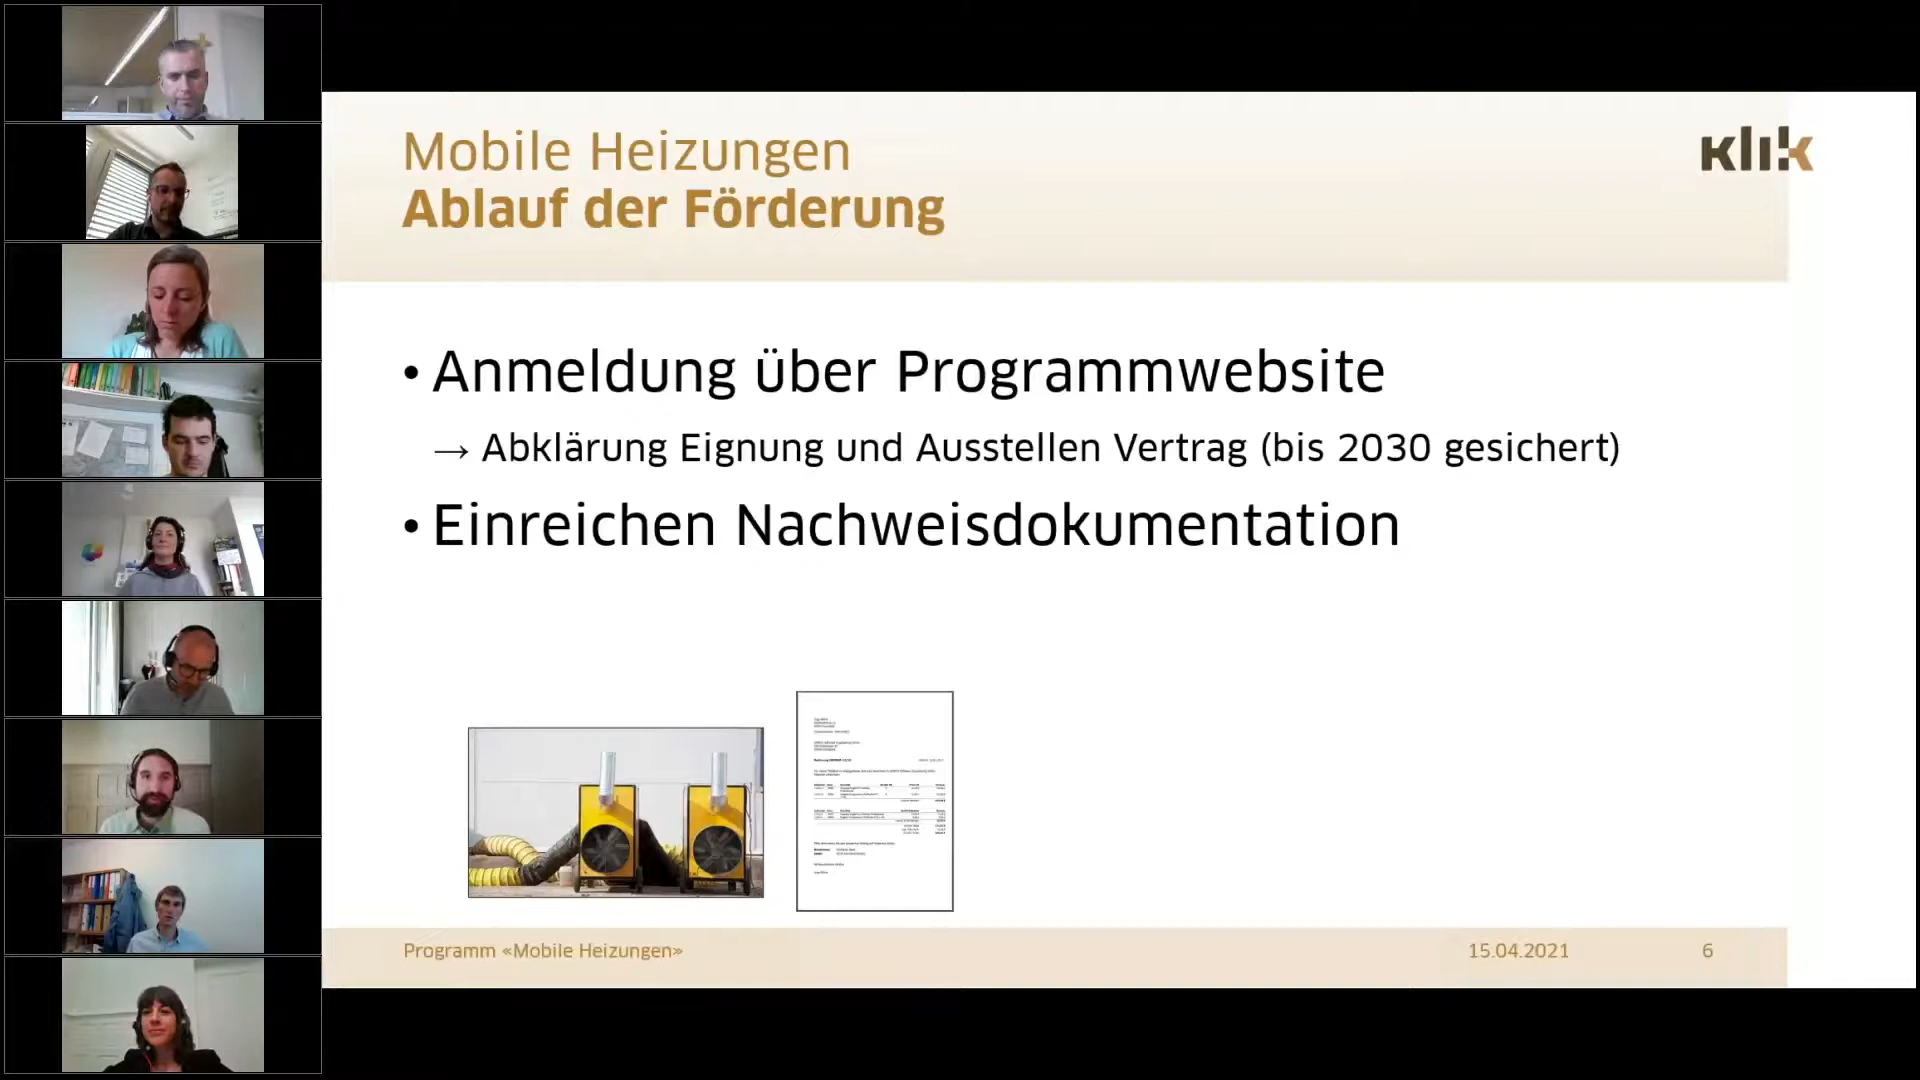 Mobile Heizungen
Ablauf der Förderung
klik
• Anmeldung über Programmwebsite
→ Abklärung Eignung und Ausstellen Vertrag (bis 2030 gesichert)
• Einreichen Nachweisdokumentation
Programm «Mobile Heizungen»
15.04.2021
6